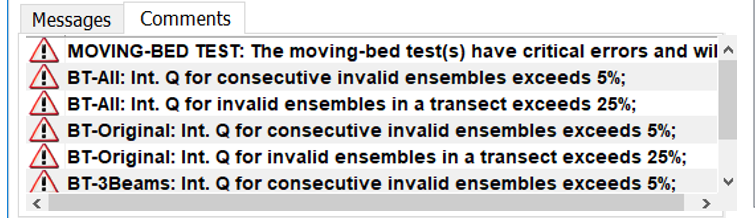 Messages
Comments
MOVING-BED TEST: The moving-bed test(s) have critical errors and wil
BT-All: Int. Q for consecutive invalid ensembles exceeds 5%;
BT-All: Int. Q for invalid ensembles in a transect exceeds 25%;
BT-Original: Int. Q for consecutive invalid ensembles exceeds 5%;
BT-Original: Int. Q for invalid ensembles in a transect exceeds 25%;
BT-3Beams: Int. Q for consecutive invalid ensembles exceeds 5%;